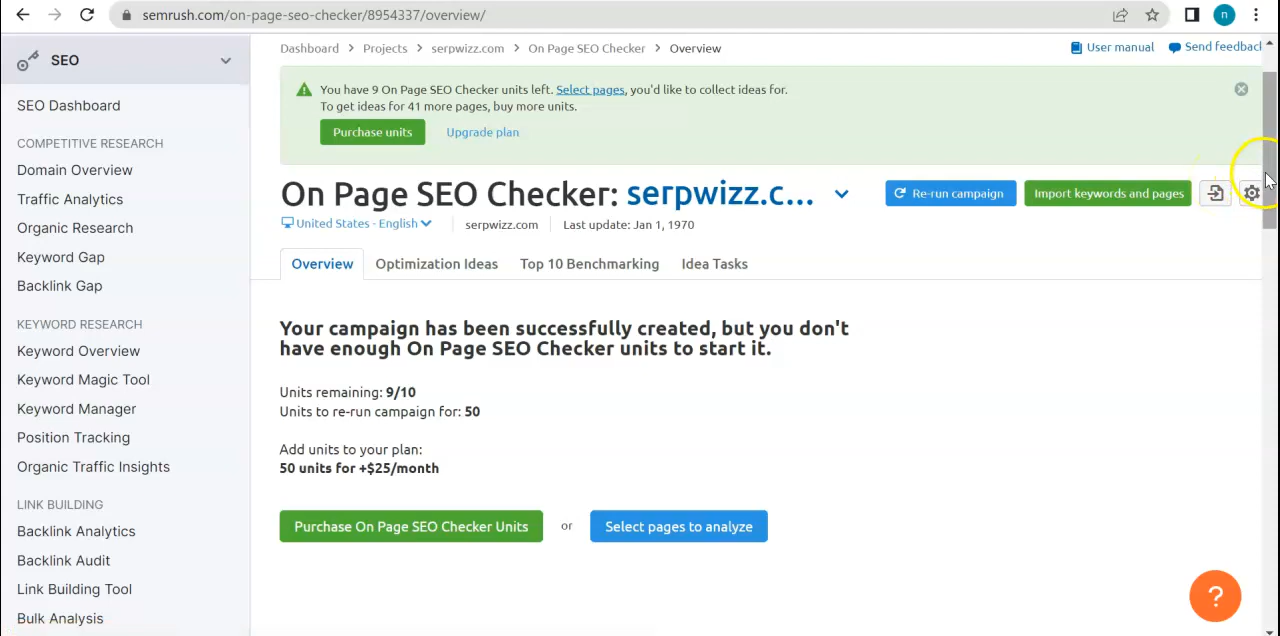 semrush.com/on-page-seo-checker/8954337/overview/
n
SEO
SEO Dashboard
COMPETITIVE RESEARCH
Domain Overview
Traffic Analytics
Organic Research
Keyword Gap
Backlink Gap
KEYWORD RESEARCH
Keyword Overview
Keyword Magic Tool
Keyword Manager
Position Tracking
Organic Traffic Insights
LINK BUILDING
Backlink Analytics
Backlink Audit
Link Building Tool
Bulk Analysis
Dashboard > Projects > serpwizz.com > On Page SEO Checker > Overview
User manual
Send feedback
You have 9 On Page SEO Checker units left. Select pages, you'd like to collect ideas for.
To get ideas for 41 more pages, buy more units.
Purchase units Upgrade plan
On Page SEO Checker: serpwizz.c...
Re-run campaign
Import keywords and pages
United States - English
serpwizz.com
Last update: Jan 1, 1970
Overview Optimization Ideas Top 10 Benchmarking Idea Tasks
Your campaign has been successfully created, but you don't
have enough On Page SEO Checker units to start it.
Units remaining: 9/10
Units to re-run campaign for: 50
Add units to your plan:
50 units for +$25/month
Purchase On Page SEO Checker Units or Select pages to analyze
?